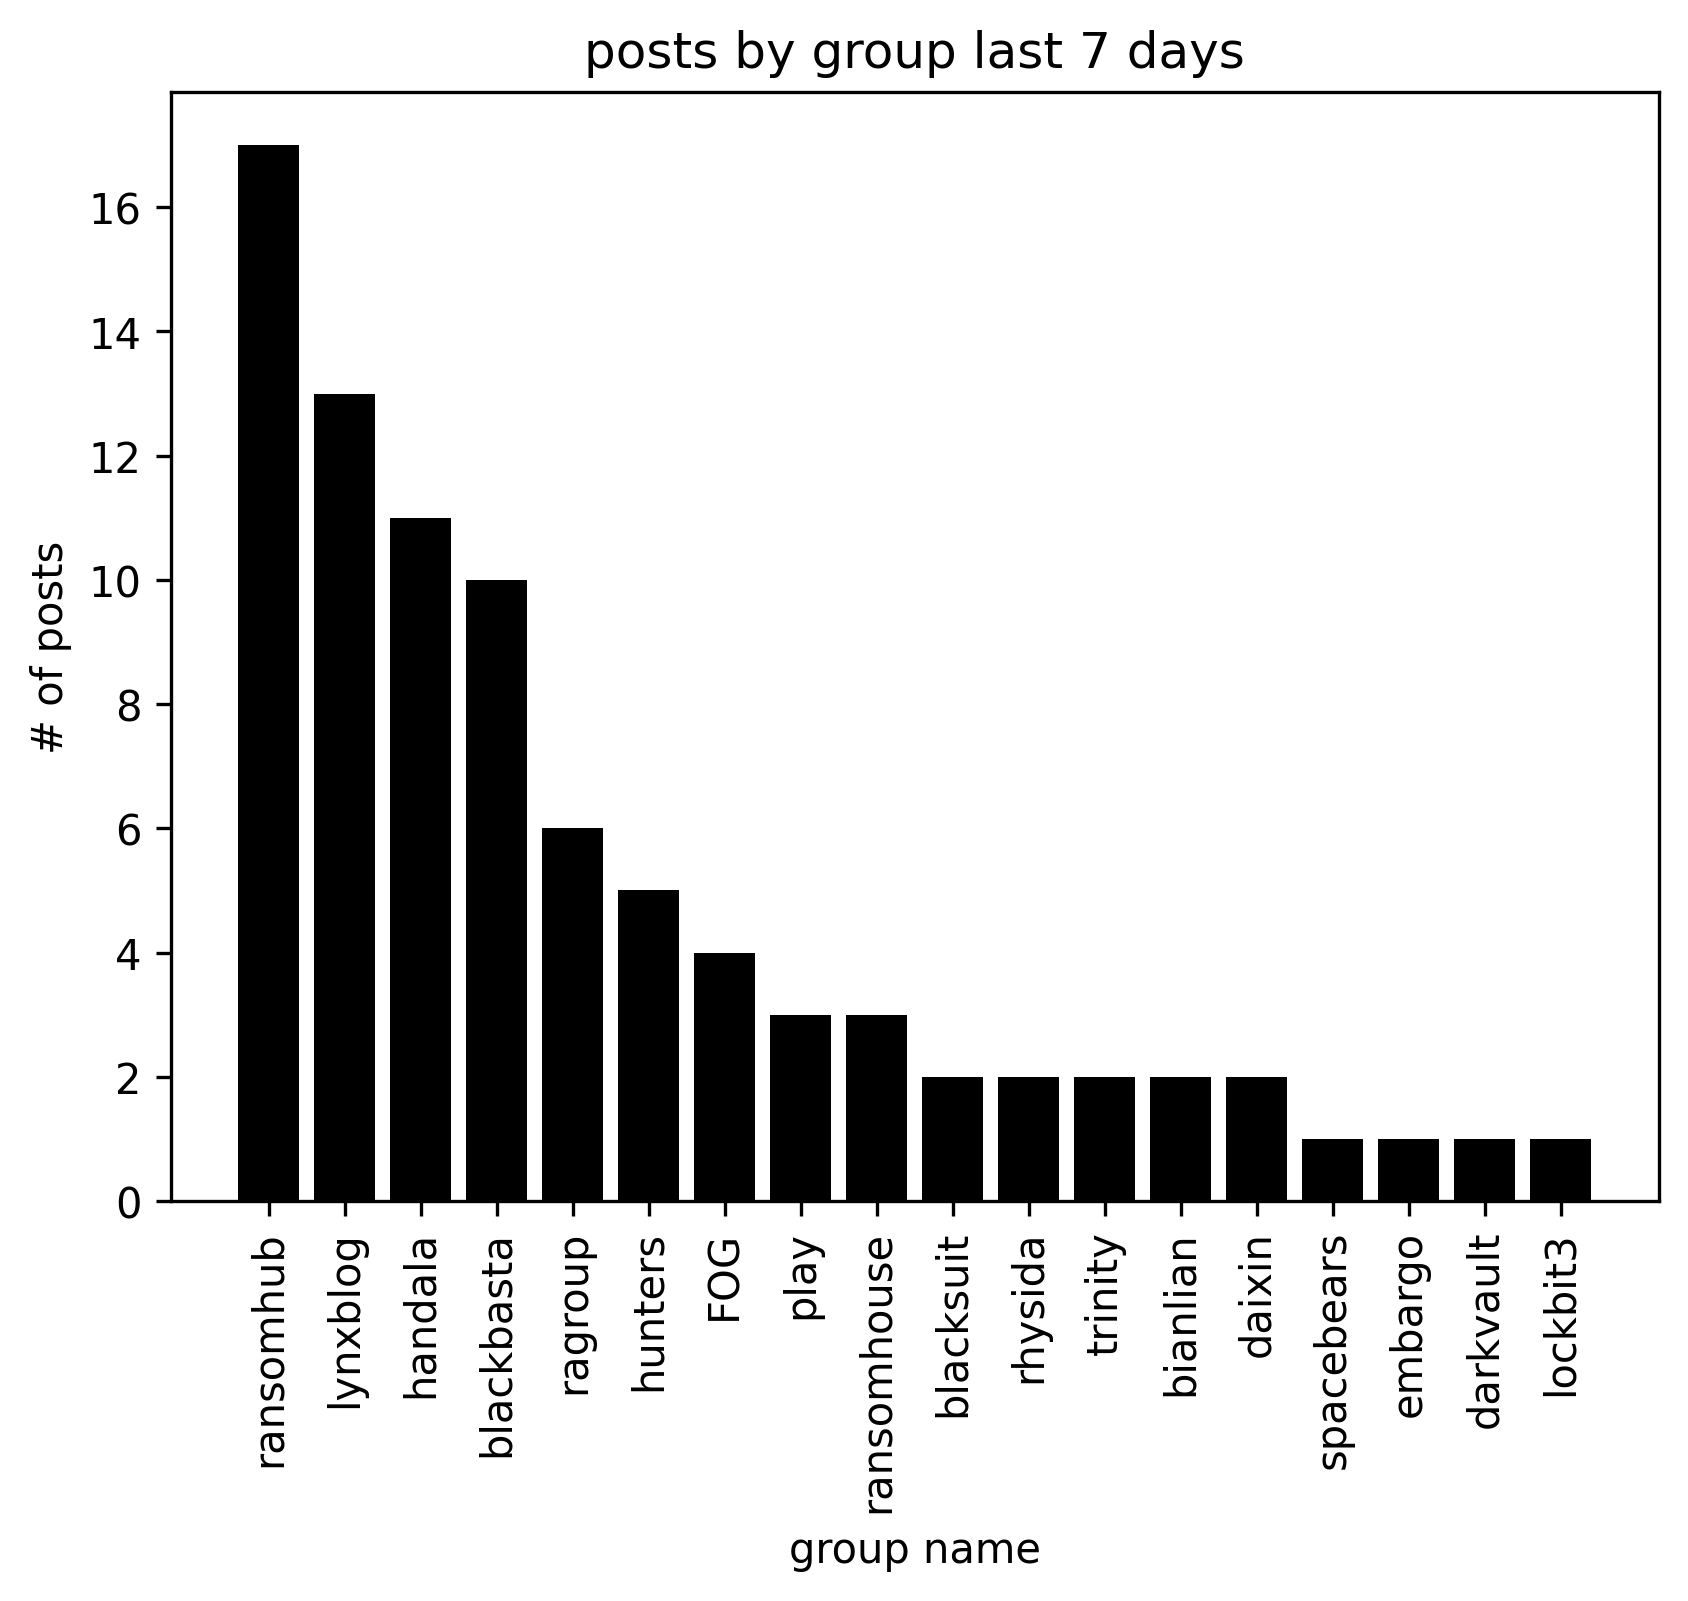 posts by group last 7 days
# of posts
16
14
12
10
8
6
4
2
0
ransomhub
lynxblog
handala
blackbasta
ragroup
hunters
FOG
play
ransomhouse
blacksuit
rhysida
trinity
bianlian
daixin
spacebears
embargo
darkvault
lockbit3
group name